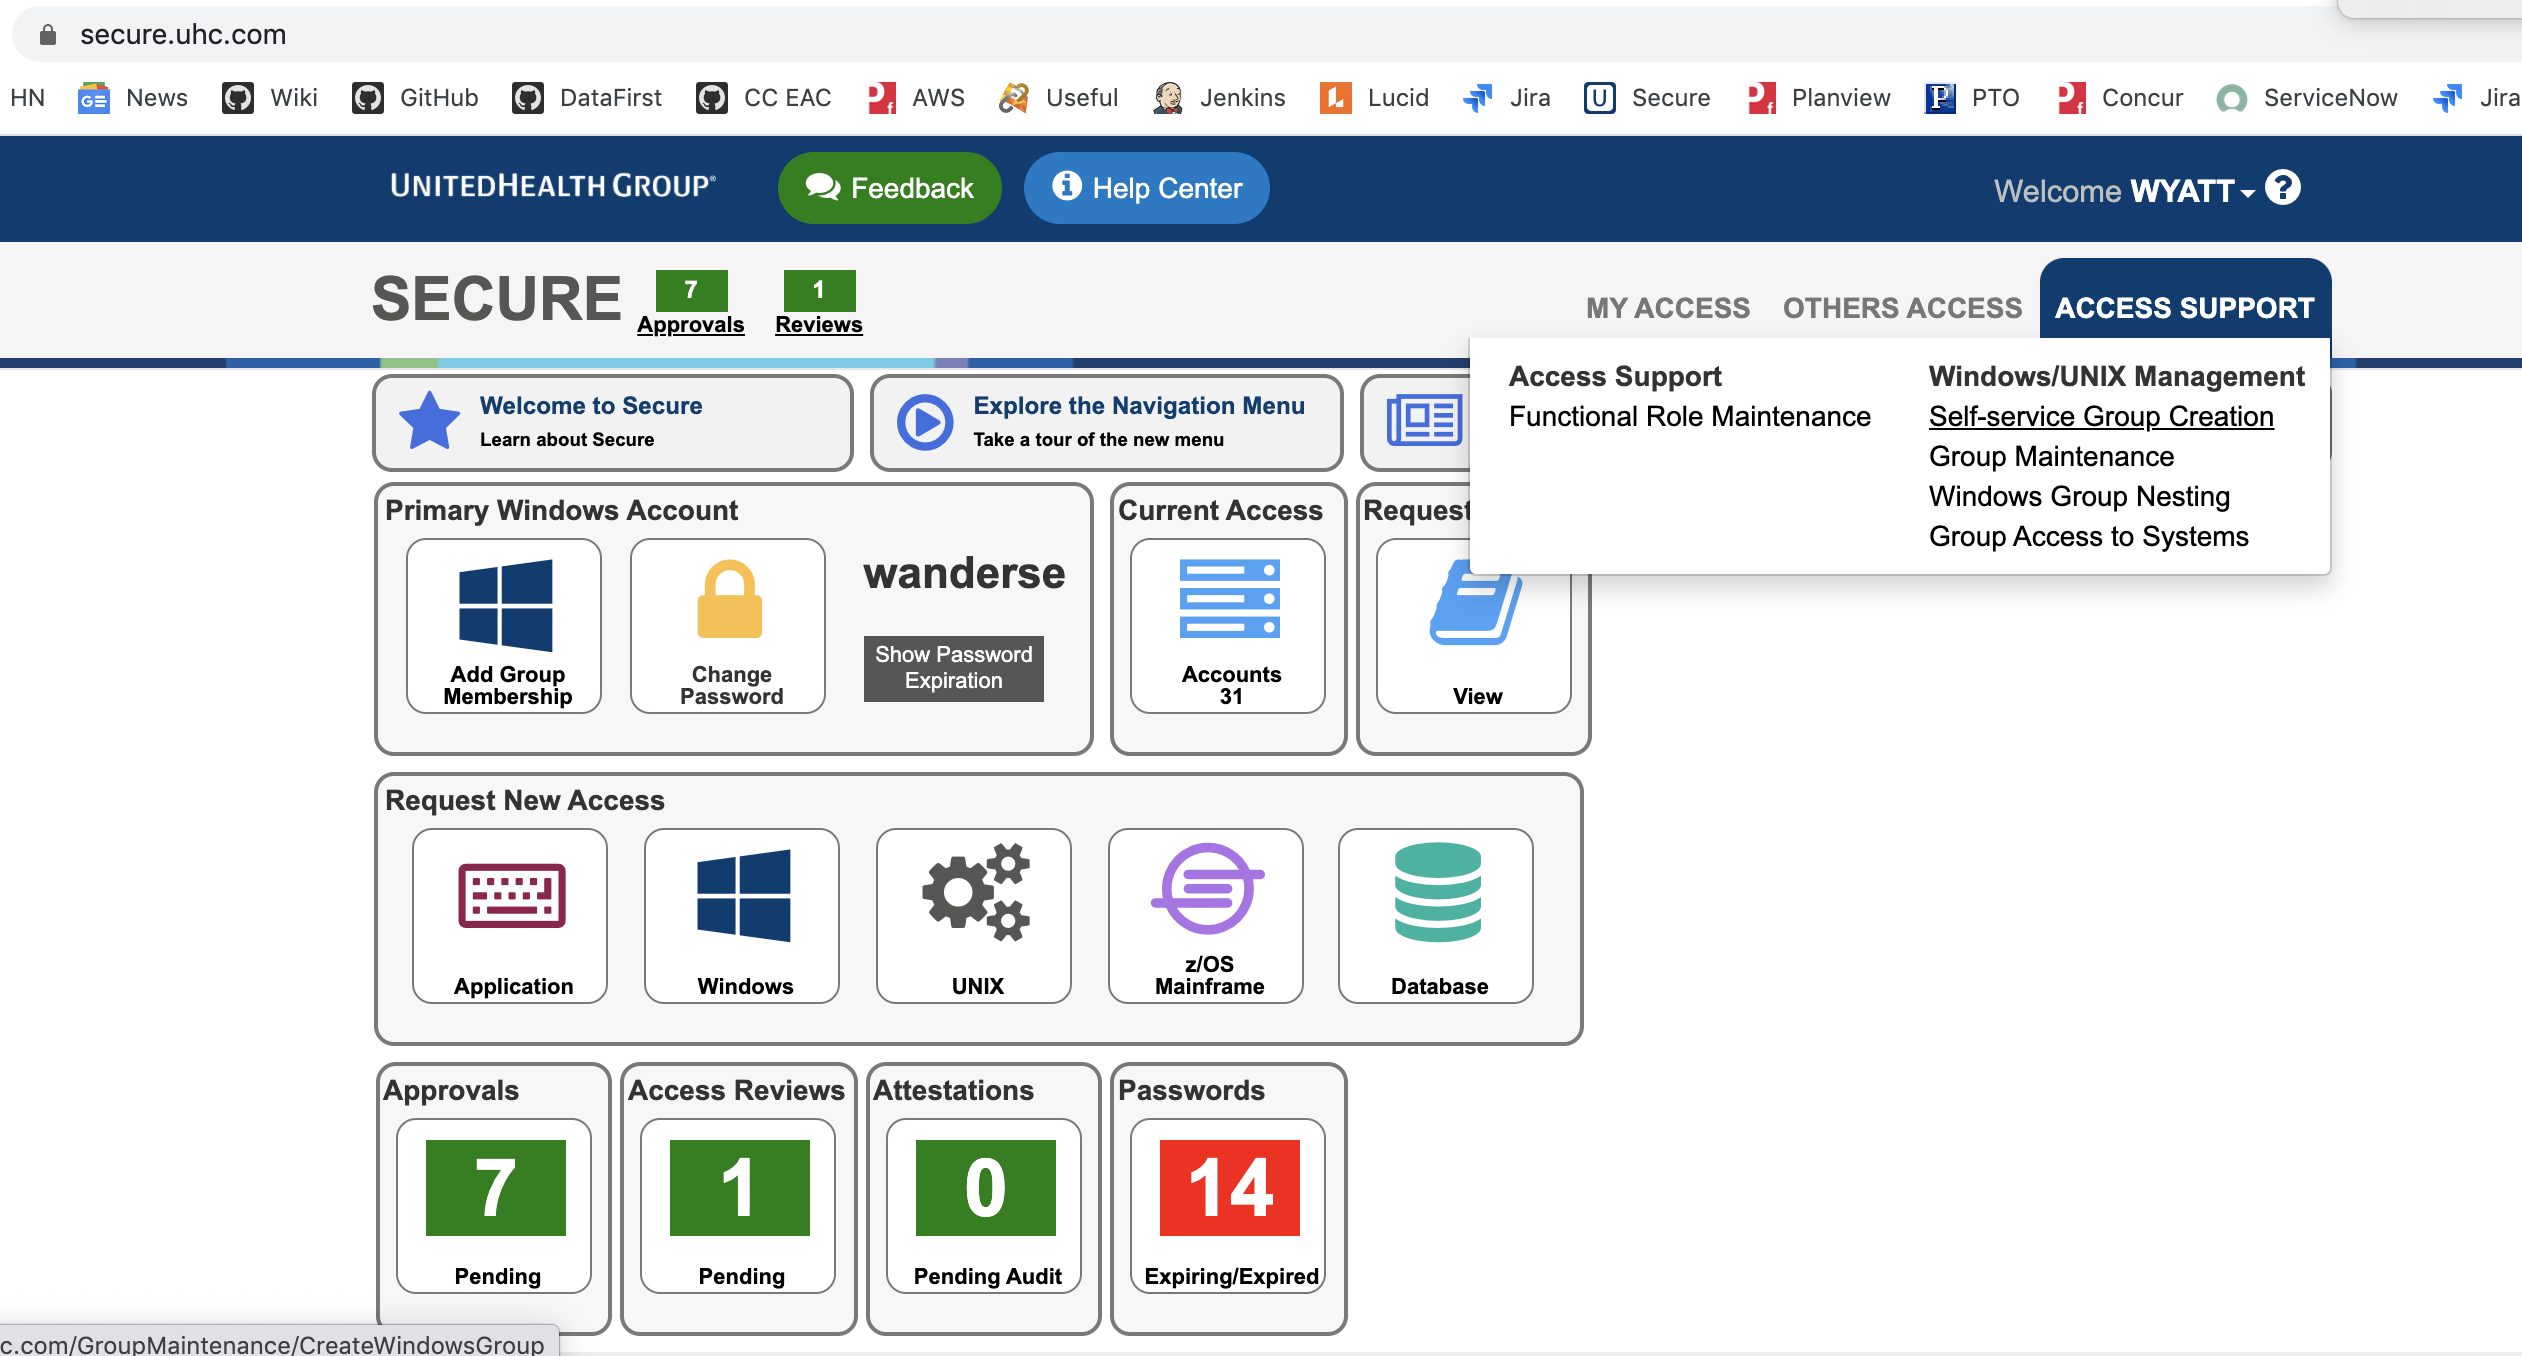 secure.uhc.com
HN News Wiki GitHub DataFirst CC EAC AWS Useful Jenkins Lucid Jira Secure Planview PTO Concur ServiceNow Jira
UNITEDHEALTH GROUP®
Feedback
Help Center
Welcome WYATT
SECURE
7
Approvals
1
Reviews
MY ACCESS
OTHERS ACCESS
ACCESS SUPPORT
Access Support
Functional Role Maintenance
Windows/UNIX Management
Self-service Group Creation
Group Maintenance
Windows Group Nesting
Group Access to Systems
Welcome to Secure
Learn about Secure
Explore the Navigation Menu
Take a tour of the new menu
Primary Windows Account
Add Group
Membership
Change
Password
wanderse
Show Password
Expiration
Current Access
Accounts
31
Request
View
Request New Access
Application
Windows
UNIX
z/OS
Mainframe
Database
Approvals
7
Pending
Access Reviews
1
Pending
Attestations
0
Pending Audit
Passwords
14
Expiring/Expired
c.com/GroupMaintenance/CreateWindowsGroup